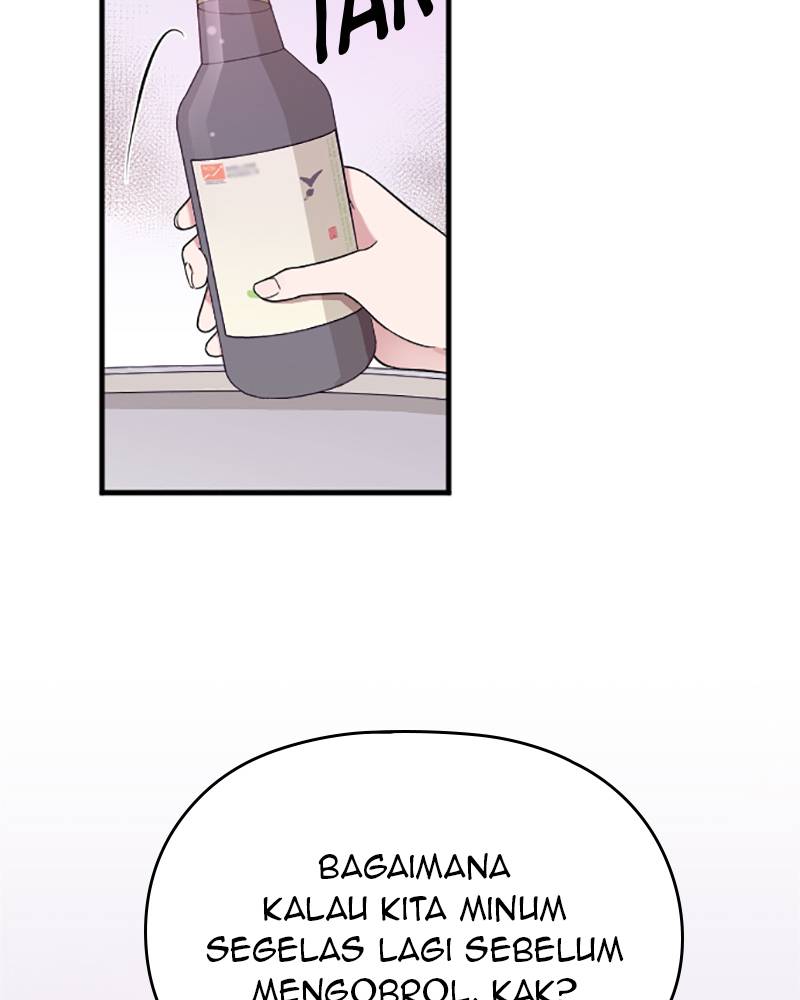 BAGAIMANA
KALAU KITA MINUM
SEGELAS LAGI SEBELUM
MENGOBROL, KAK?